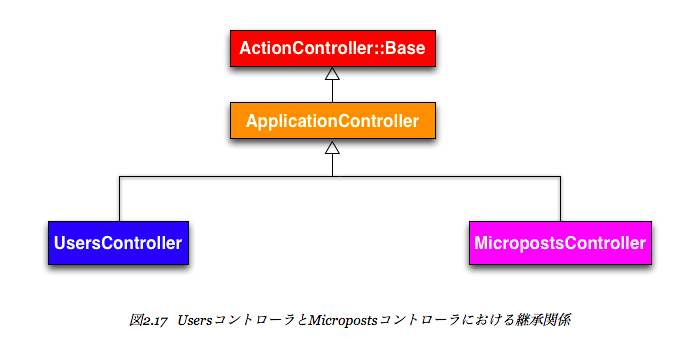 ActionController::Base
ApplicationController
UsersController
MicropostsController
図2.17 UsersコントローラとMicropostsコントローラにおける継承関係